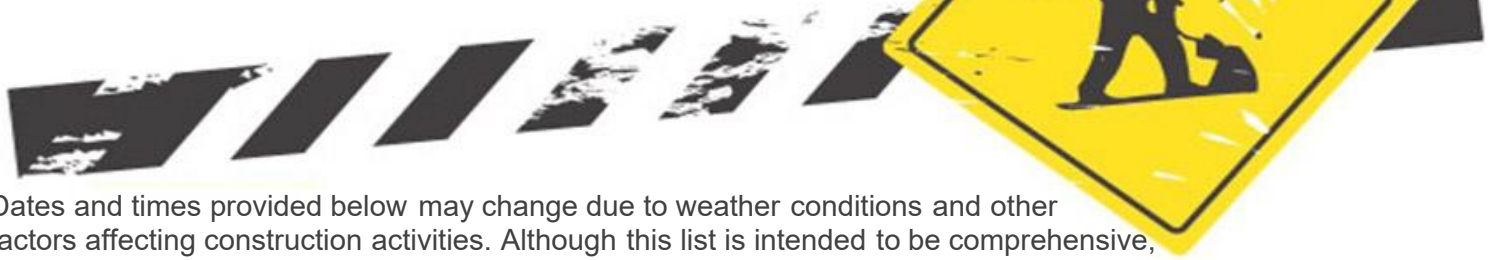 Dates and times provided below may change due to weather conditions and other
factors affecting construction activities. Although this list is intended to be comprehensive,